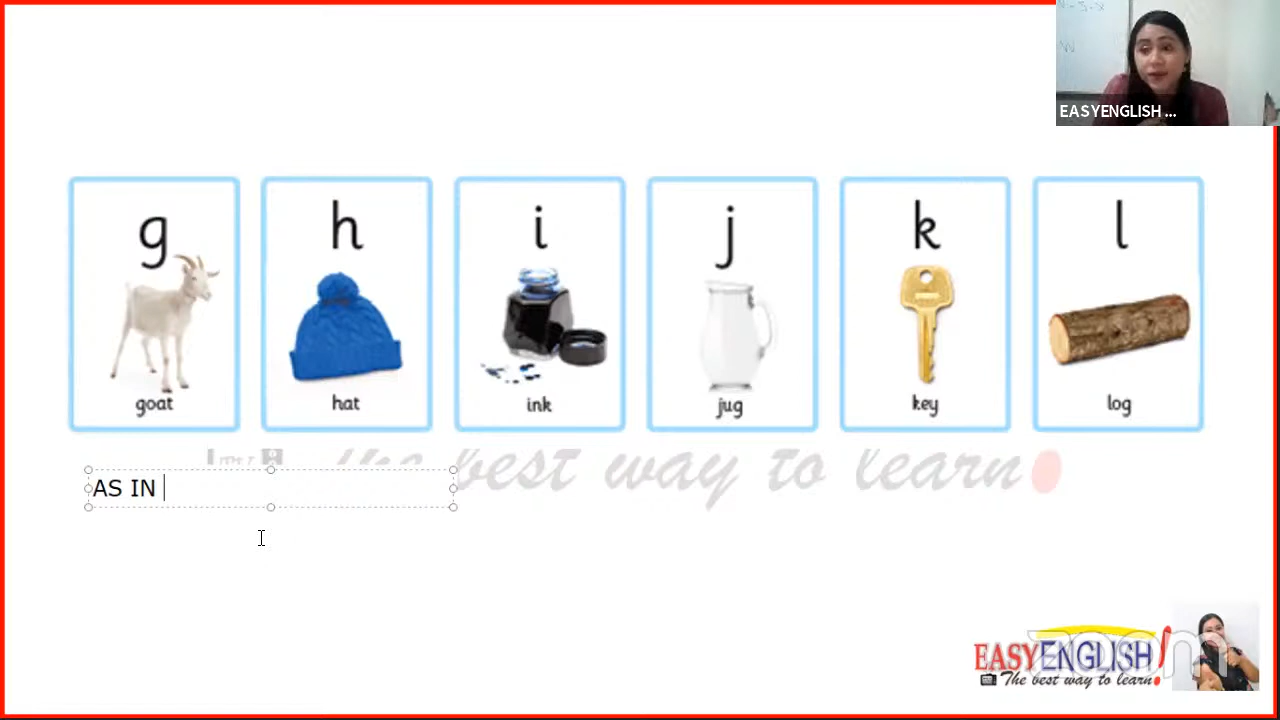 EASYENGLISH ...
g h i j k l
goat hat ink jug key log
the best way to learn
AS IN
EASYENGLISH!
The best way to learn!
zoom